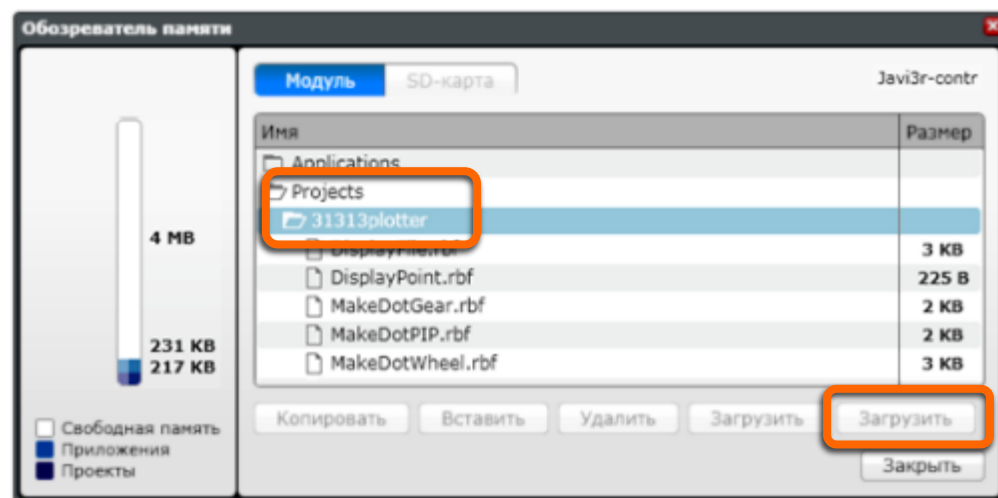 Обозреватель памяти
Модуль SD-карта Javi3r-contr
Имя Размер
Applications
Projects
31313plotter
DisplayFile.rbf 3 KB
DisplayPoint.rbf 225 B
MakeDotGear.rbf 2 KB
MakeDotPIP.rbf 2 KB
MakeDotWheel.rbf 3 KB
4 MB
231 KB
217 KB
Свободная память
Приложения
Проекты
Копировать Вставить Удалить Загрузить Загрузить
Закрыть